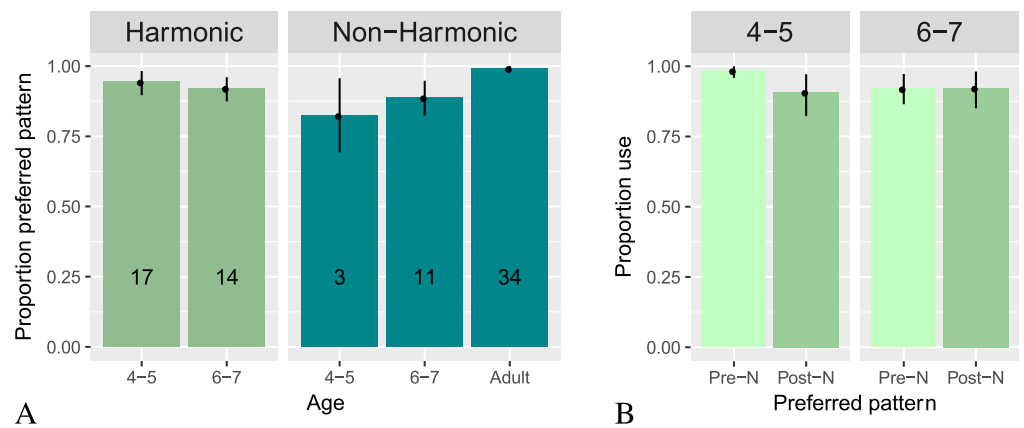 Harmonic
Non−Harmonic
Proportion preferred pattern
1.00
0.75
0.50
0.25
0.00
17
14
3
11
34
4−5
6−7
4−5
6−7
Adult
Age
A
4−5
6−7
Proportion use
1.00
0.75
0.50
0.25
0.00
Pre−N
Post−N
Pre−N
Post−N
Preferred pattern
B